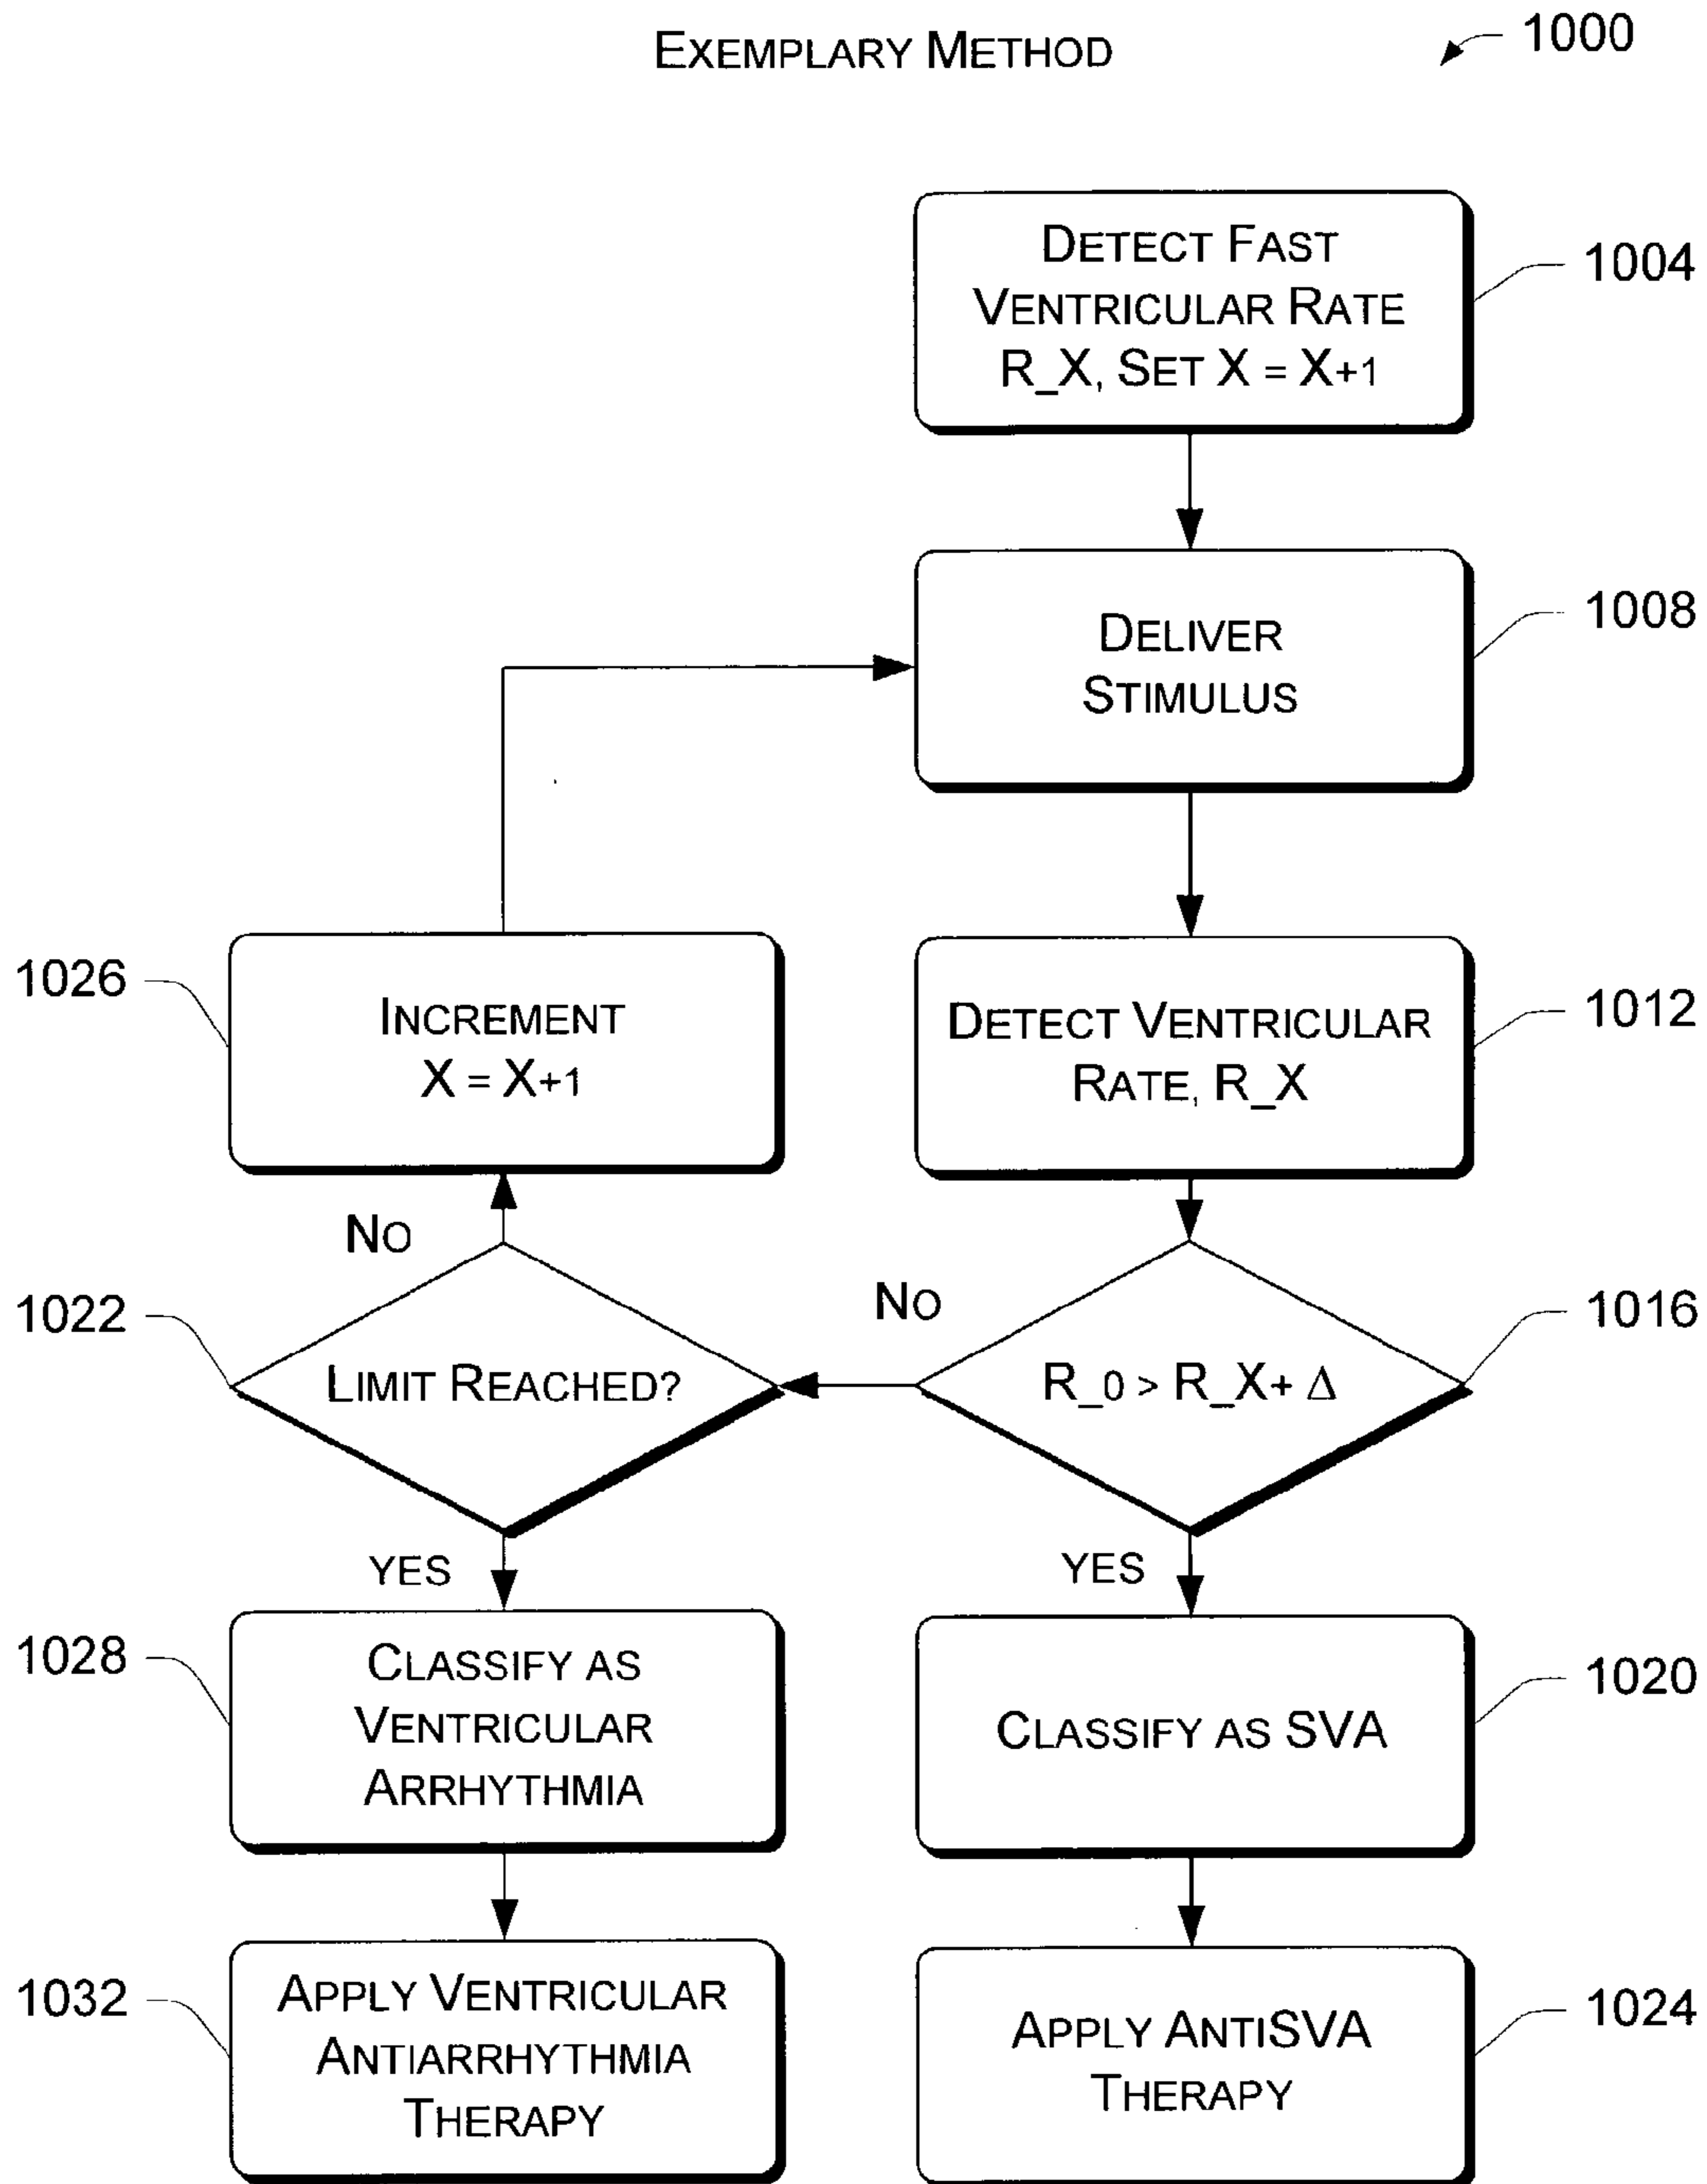 EXEMPLARY METHOD
1000
DETECT FAST
VENTRICULAR RATE
R_X, SET X = X+1
1004
DELIVER
STIMULUS
1008
INCREMENT
X = X+1
1026
DETECT VENTRICULAR
RATE, R_X
1012
NO
LIMIT REACHED?
1022
NO
R_0 > R_X+ Δ
1016
YES
YES
CLASSIFY AS
VENTRICULAR
ARRHYTHMIA
1028
CLASSIFY AS SVA
1020
APPLY VENTRICULAR
ANTIARRHYTHMIA
THERAPY
1032
APPLY ANTISVA
THERAPY
1024